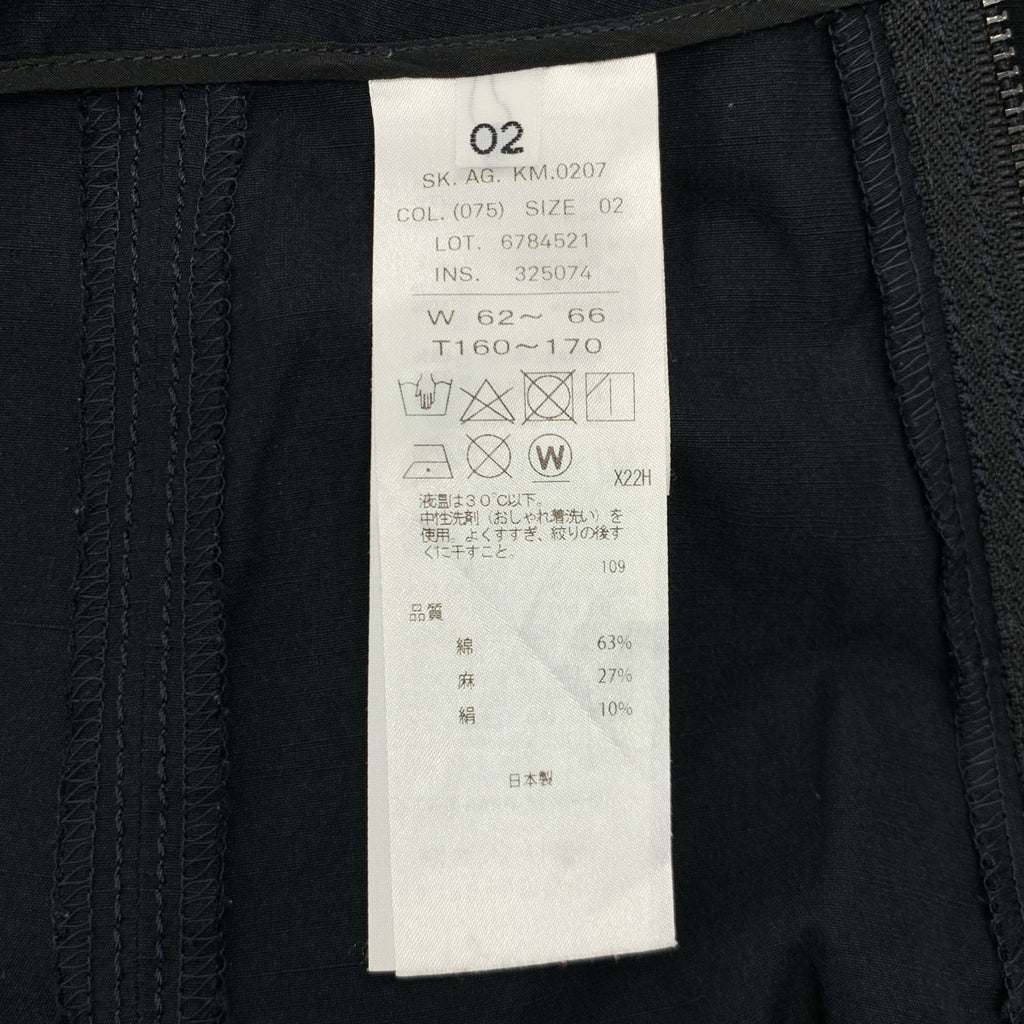 02
SK. AG. KM.0207
COL. (075) SIZE 02
LOT. 6784521
INS. 325074
W 62～ 66
T160～170
W
X22H
液温は30℃以下。
中性洗剤（おしゃれ着洗い）を
使用。よくすすぎ、絞りの後す
ぐに干すこと。
109
品質
綿 63%
麻 27%
絹 10%
日本製